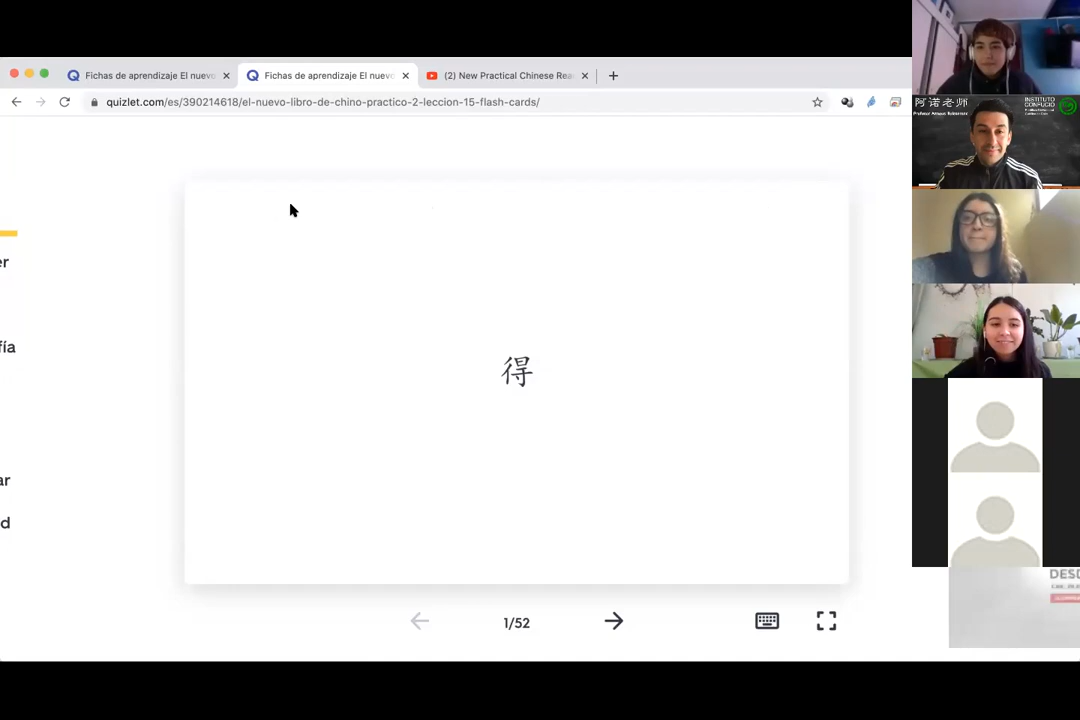 Fichas de aprendizaje El nuevo
Fichas de aprendizaje El nuevo
(2) New Practical Chinese Rea
quizlet.com/es/390214618/el-nuevo-libro-de-chino-practico-2-leccion-15-flash-cards/
er
fía
ar
d
得
1/52
阿诺老师
INSTITUTO
CONFUCIO
DESD